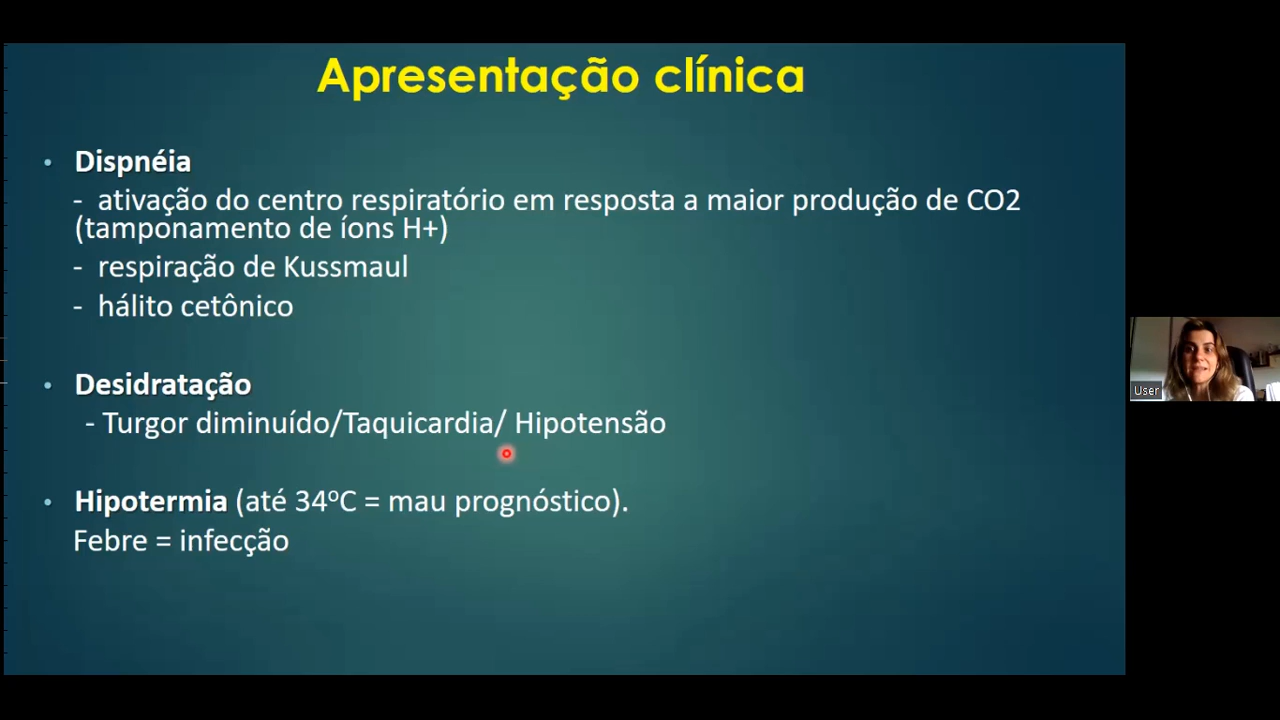 Apresentação clínica
• Dispnéia
- ativação do centro respiratório em resposta a maior produção de CO2
(tamponamento de íons H+)
- respiração de Kussmaul
- hálito cetônico
• Desidratação
- Turgor diminuído/Taquicardia/ Hipotensão
• Hipotermia (até 34ºC = mau prognóstico).
Febre = infecção
User